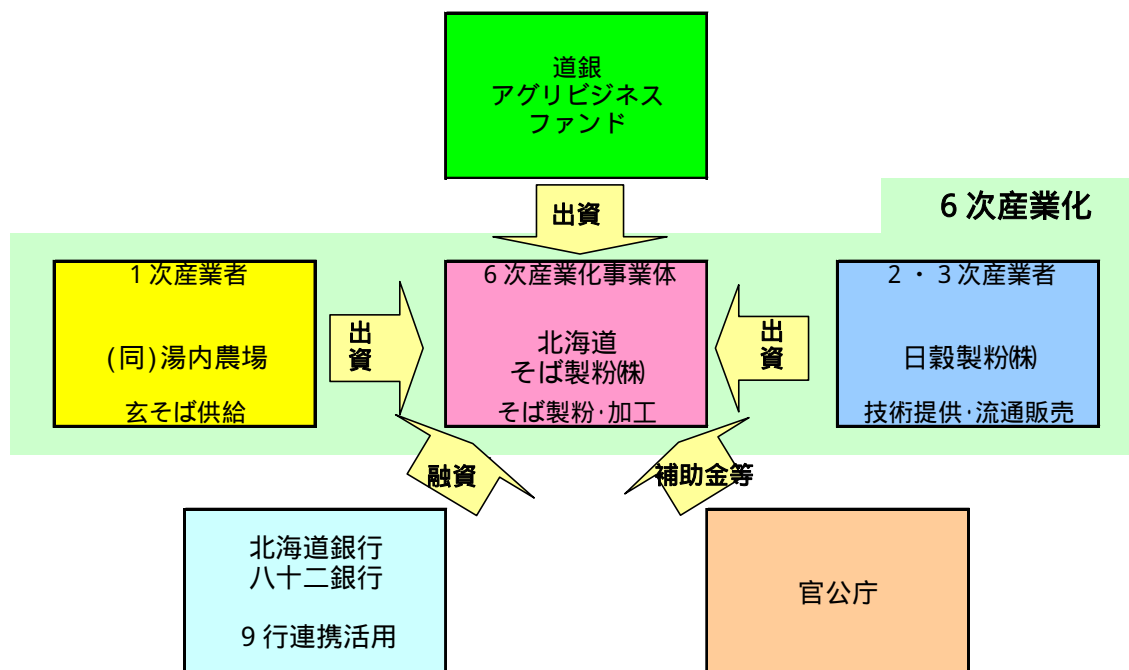 道銀
アグリビジネス
ファンド
出資
6次産業化
1次産業者
(同)湯内農場
玄そば供給
出
資
6次産業化事業体
北海道
そば製粉㈱
そば製粉・加工
出
資
2・3次産業者
日穀製粉㈱
技術提供・流通販売
融資
補助金等
北海道銀行
八十二銀行
9行連携活用
官公庁